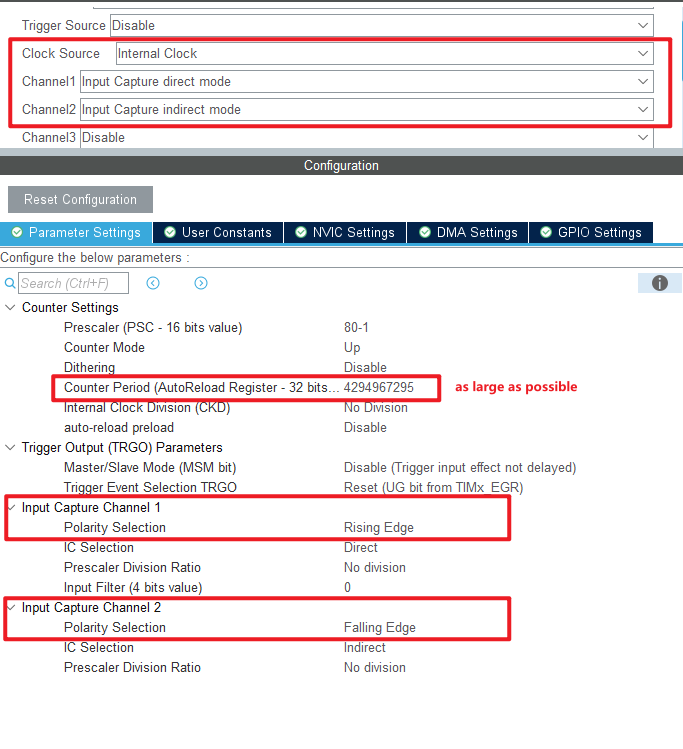 Trigger Source Disable
Clock Source Internal Clock
Channel1 Input Capture direct mode
Channel2 Input Capture indirect mode
Channel3 Disable
Configuration
Reset Configuration
Parameter Settings User Constants NVIC Settings DMA Settings GPIO Settings
Configure the below parameters :
Search (Ctrl+F)
Counter Settings
Prescaler (PSC - 16 bits value) 80-1
Counter Mode Up
Dithering Disable
Counter Period (AutoReload Register - 32 bits... 4294967295 as large as possible
Internal Clock Division (CKD) No Division
auto-reload preload Disable
Trigger Output (TRGO) Parameters
Master/Slave Mode (MSM bit) Disable (Trigger input effect not delayed)
Trigger Event Selection TRGO Reset (UG bit from TIMx_EGR)
Input Capture Channel 1
Polarity Selection Rising Edge
IC Selection Direct
Prescaler Division Ratio No division
Input Filter (4 bits value) 0
Input Capture Channel 2
Polarity Selection Falling Edge
IC Selection Indirect
Prescaler Division Ratio No division